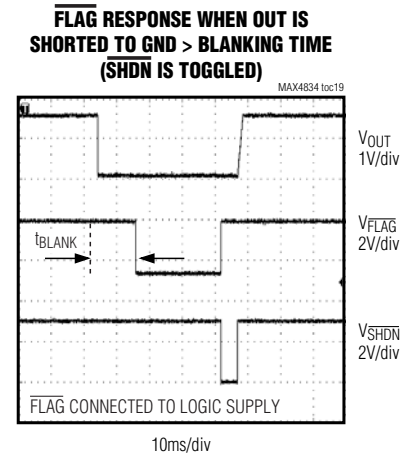 FLAG RESPONSE WHEN OUT IS
SHORTED TO GND > BLANKING TIME
(SHDN IS TOGGLED)
MAX4834 toc19
VOUT
1V/div
tBLANK
VFLAG
2V/div
VSHDN
2V/div
FLAG CONNECTED TO LOGIC SUPPLY
10ms/div